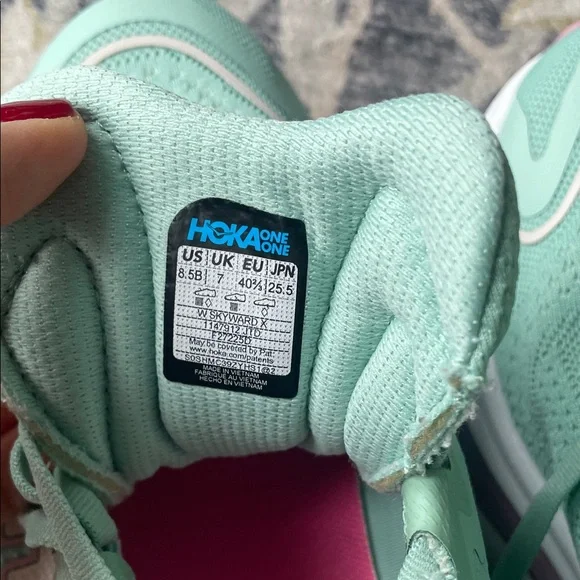 HOKA ONE ONE
US UK EU JPN
8.5B 7 40⅔ 25.5
W SKYWARD X
1147912 JTD
F27225D
May be covered by Pat:
www.hoka.com/patents
MADE IN VIETNAM
FABRIQUÉ AU VIETNAM
HECHO EN VIETNAM